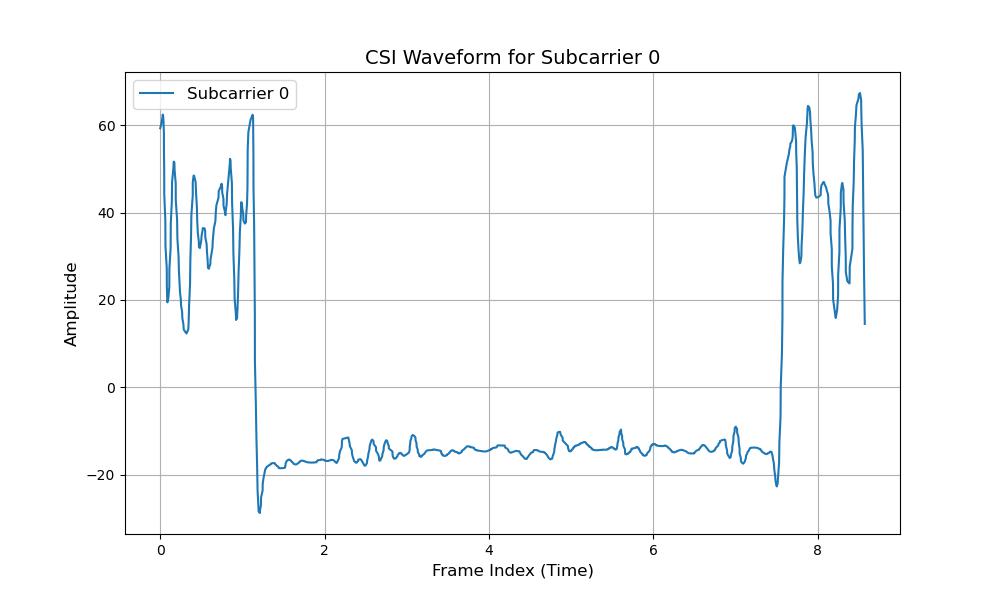 CSI Waveform for Subcarrier 0
Subcarrier 0
60
40
20
0
−20
Amplitude
0 2 4 6 8
Frame Index (Time)